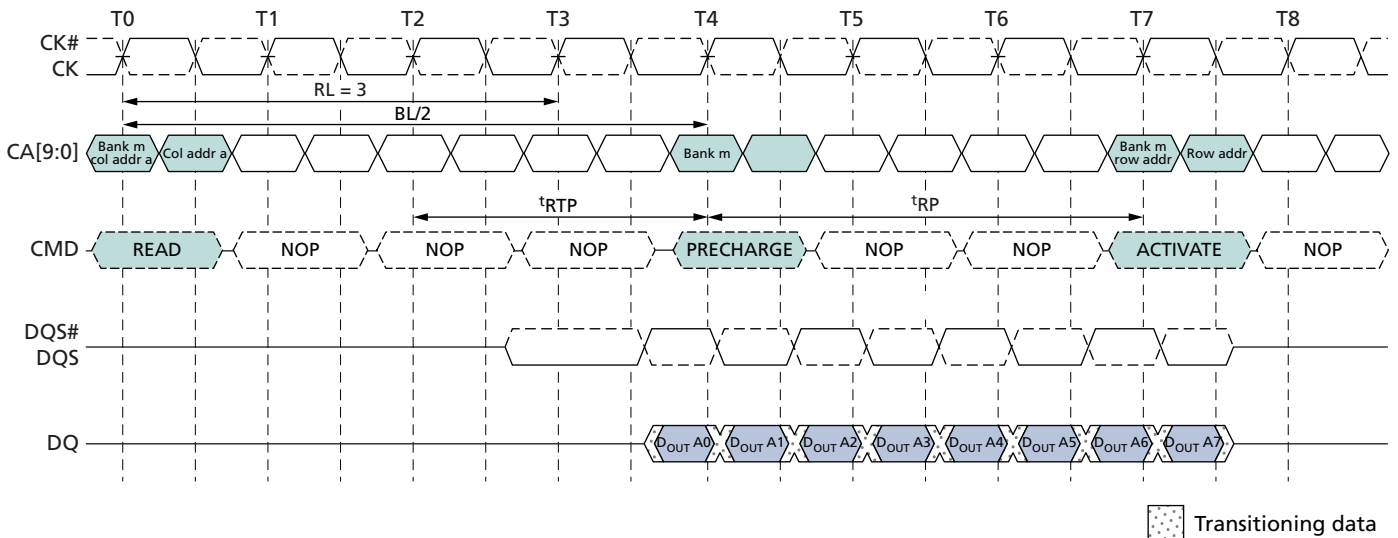 T0 T1 T2 T3 T4 T5 T6 T7 T8
CK#
CK
RL = 3
BL/2
CA[9:0]
Bank m
col addr a
Col addr a
Bank m
Bank m
row addr
Row addr
tRTP
tRP
CMD
READ NOP NOP NOP PRECHARGE NOP NOP ACTIVATE NOP
DQS#
DQS
DQ
DOUT A0 DOUT A1 DOUT A2 DOUT A3 DOUT A4 DOUT A5 DOUT A6 DOUT A7
Transitioning data